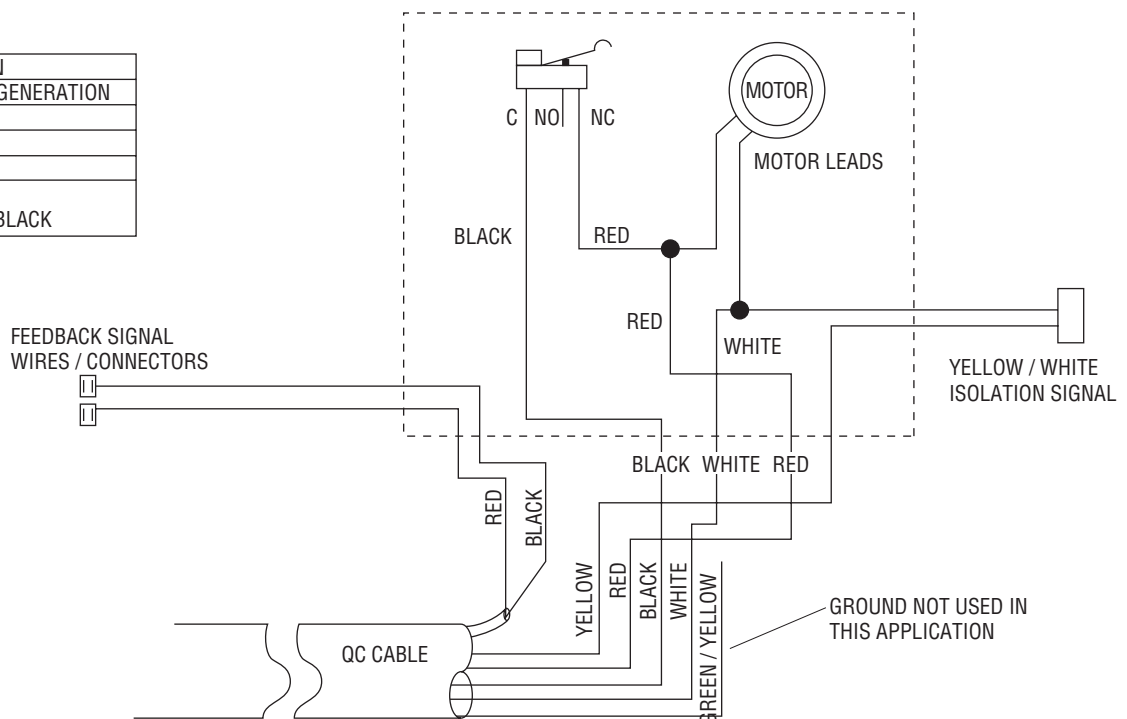 GENERATION
BLACK
C NO NC
MOTOR
MOTOR LEADS
BLACK
RED
RED
WHITE
FEEDBACK SIGNAL
WIRES / CONNECTORS
YELLOW / WHITE
ISOLATION SIGNAL
BLACK WHITE RED
RED
BLACK
YELLOW
RED
BLACK
WHITE
GREEN / YELLOW
GROUND NOT USED IN
THIS APPLICATION
QC CABLE